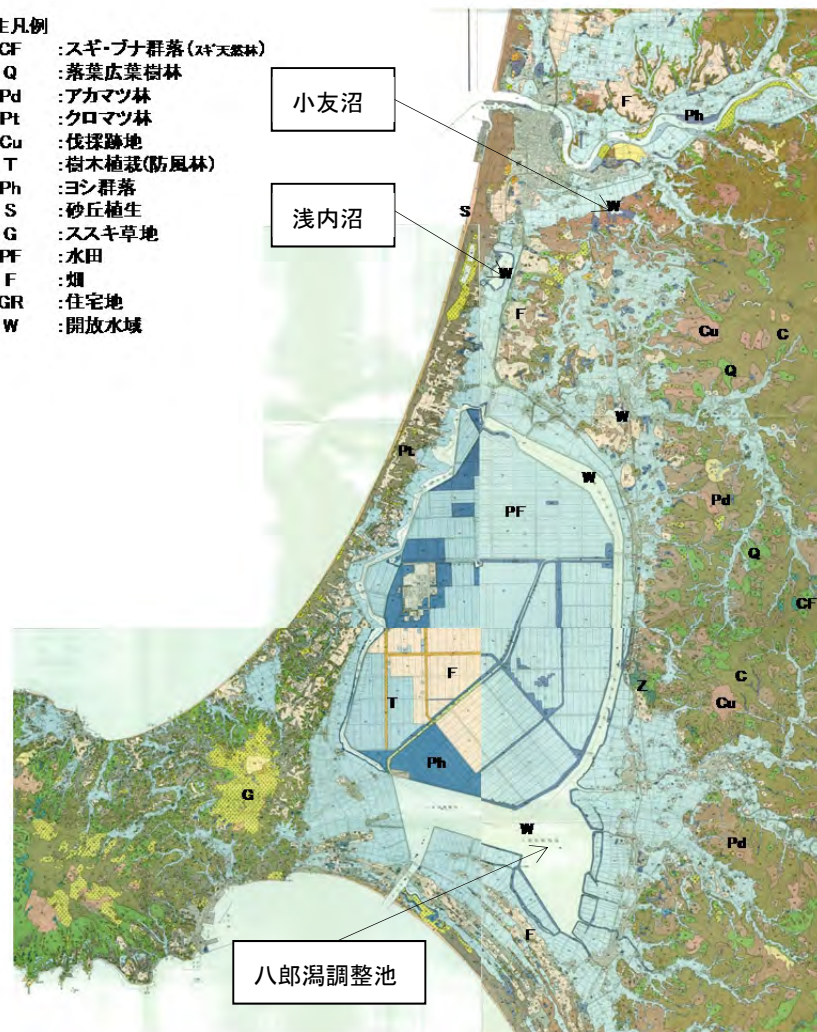 主凡例
CF :スギ・ブナ群落(スギ天然林)
Q :落葉広葉樹林
Pd :アカマツ林
Pt :クロマツ林
Cu :伐採跡地
T :樹木植栽(防風林)
Ph :ヨシ群落
S :砂丘植生
G :ススキ草地
PF :水田
F :畑
GR :住宅地
W :開放水域
小友沼
F
Ph
浅内沼
S
W
W
F
Cu
C
Q
W
Pt
W
Pd
PF
Q
CF
Z
C
F
T
Cu
Ph
G
W
Pd
F
八郎潟調整池